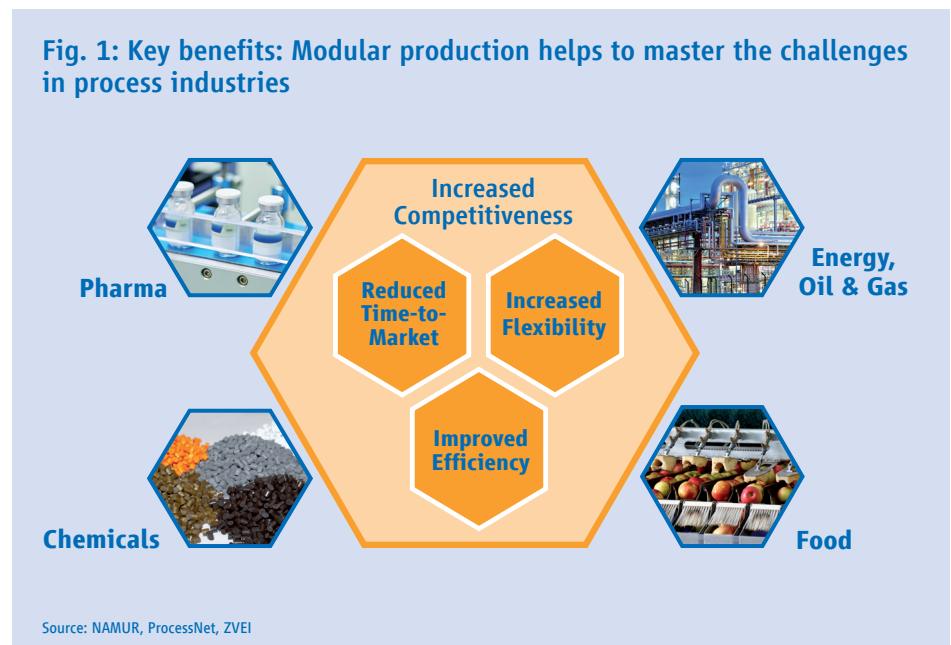 Fig. 1: Key benefits: Modular production helps to master the challenges
in process industries
Increased
Competitiveness
Pharma
Reduced
Time-to-
Market
Increased
Flexibility
Energy,
Oil & Gas
Improved
Efficiency
Chemicals
Food
Source: NAMUR, ProcessNet, ZVEI